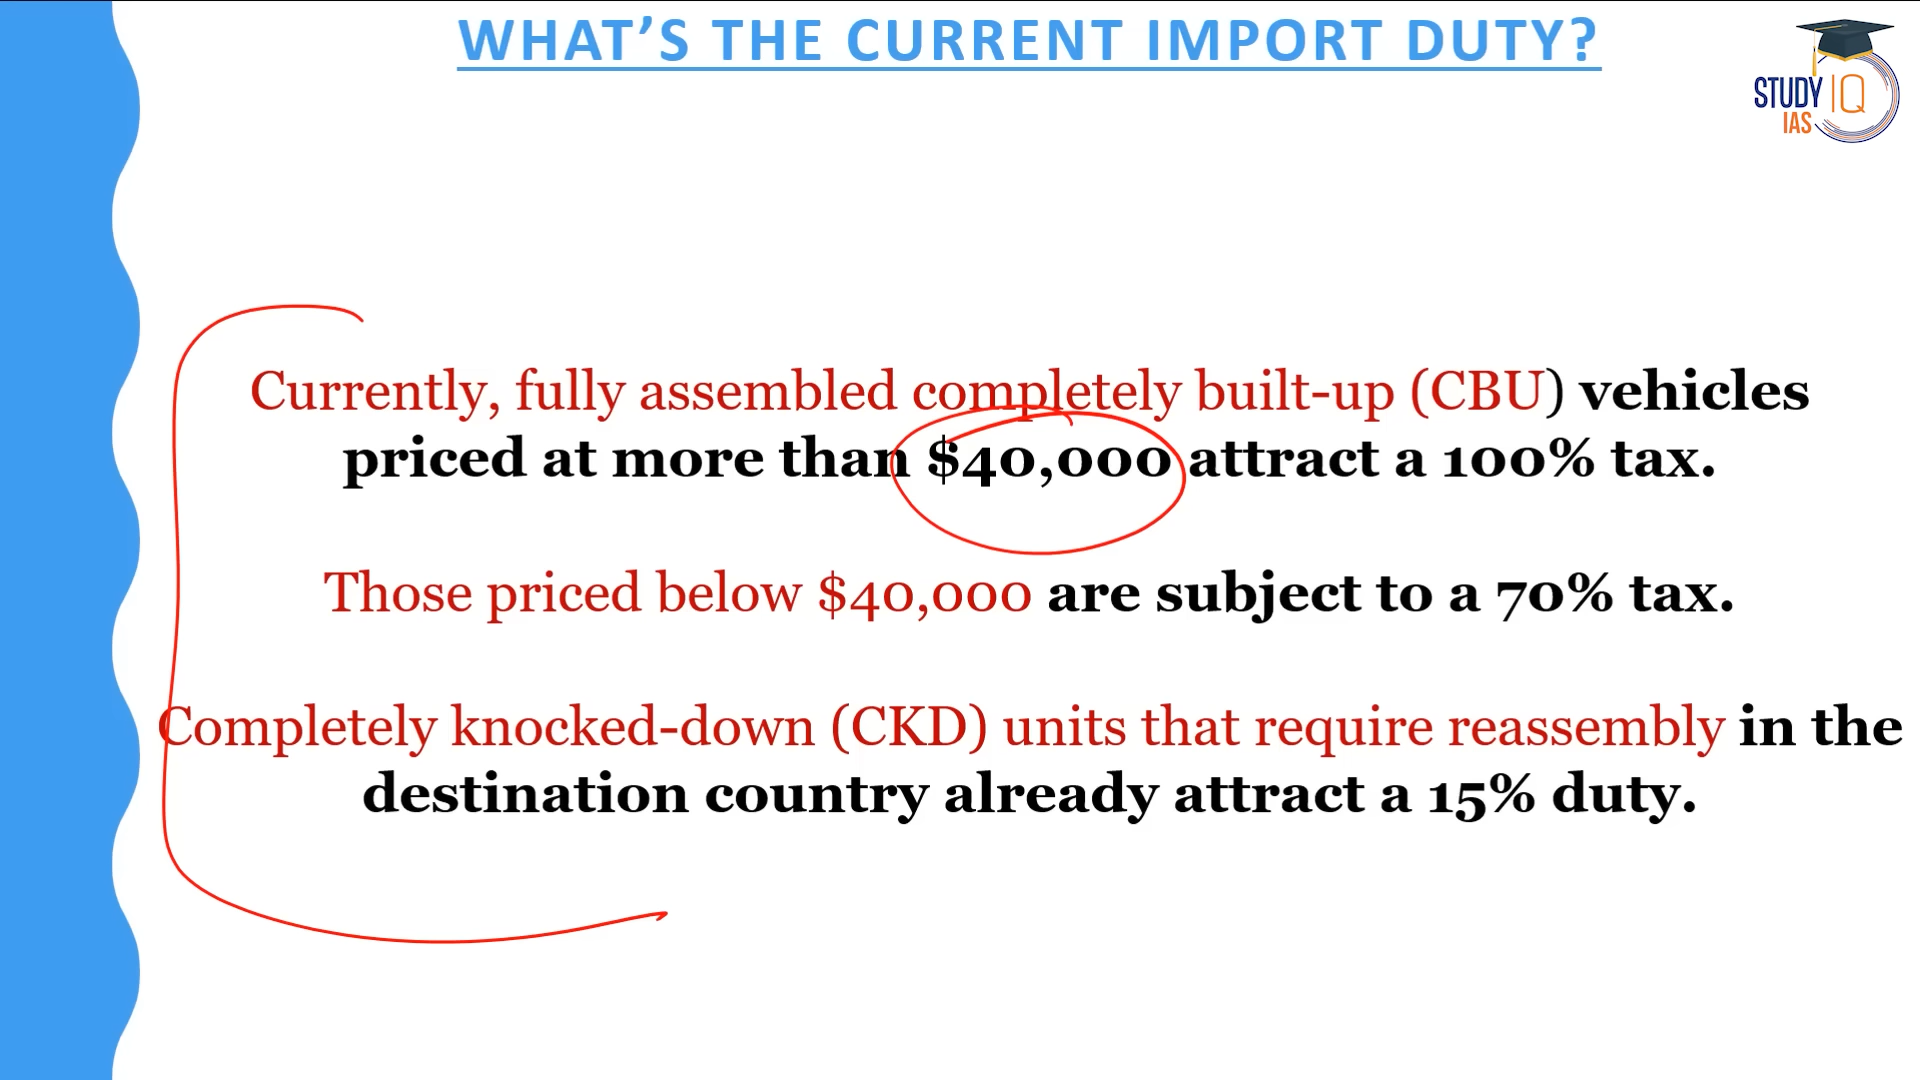 WHAT’S THE CURRENT IMPORT DUTY?
STUDY IQ
IAS
Currently, fully assembled completely built-up (CBU) vehicles
priced at more than $40,000 attract a 100% tax.
Those priced below $40,000 are subject to a 70% tax.
Completely knocked-down (CKD) units that require reassembly in the
destination country already attract a 15% duty.